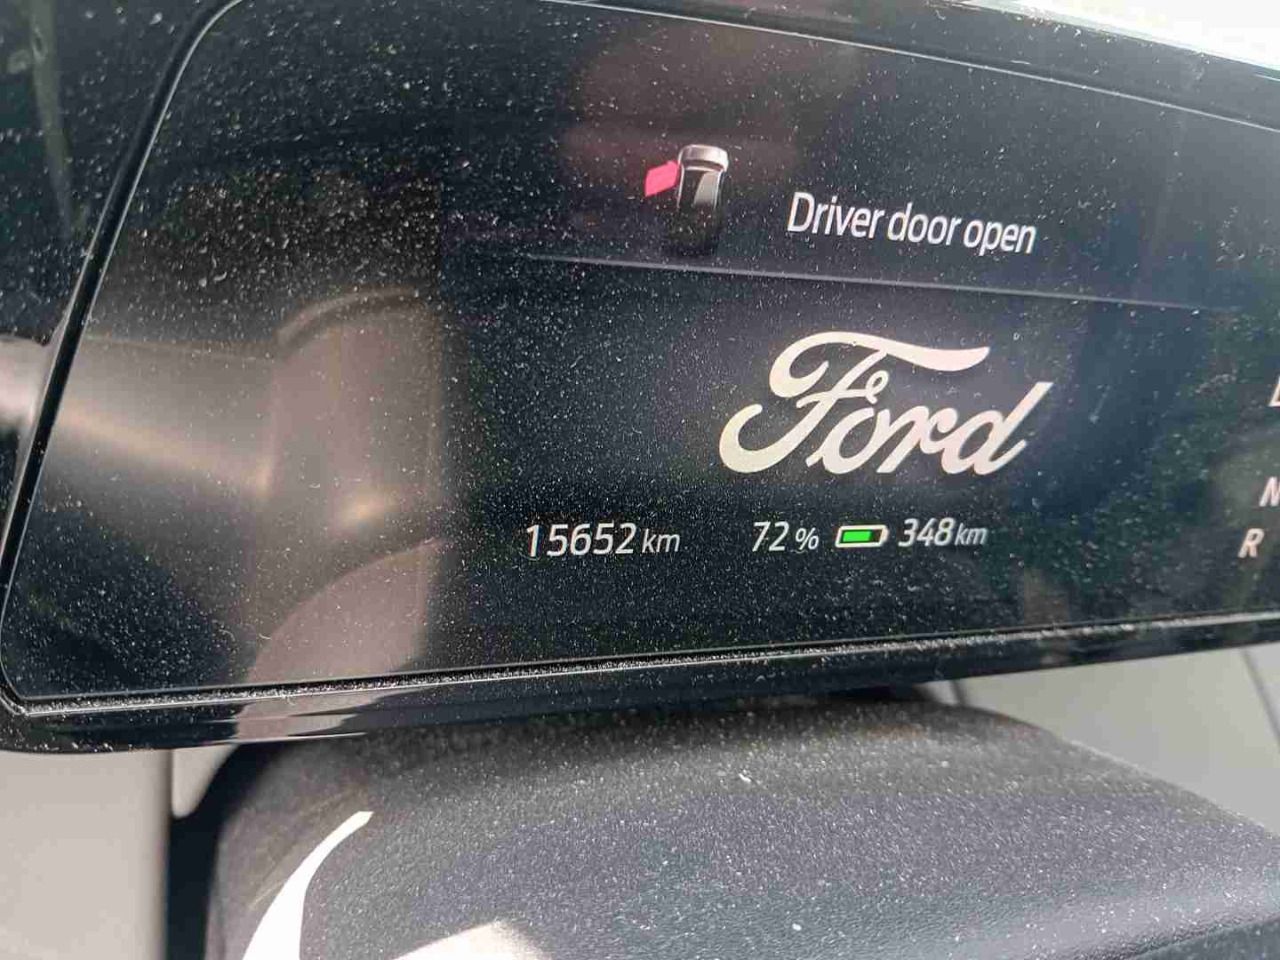 Driver door open
Ford
15652 km 72 % 348 km
N
R